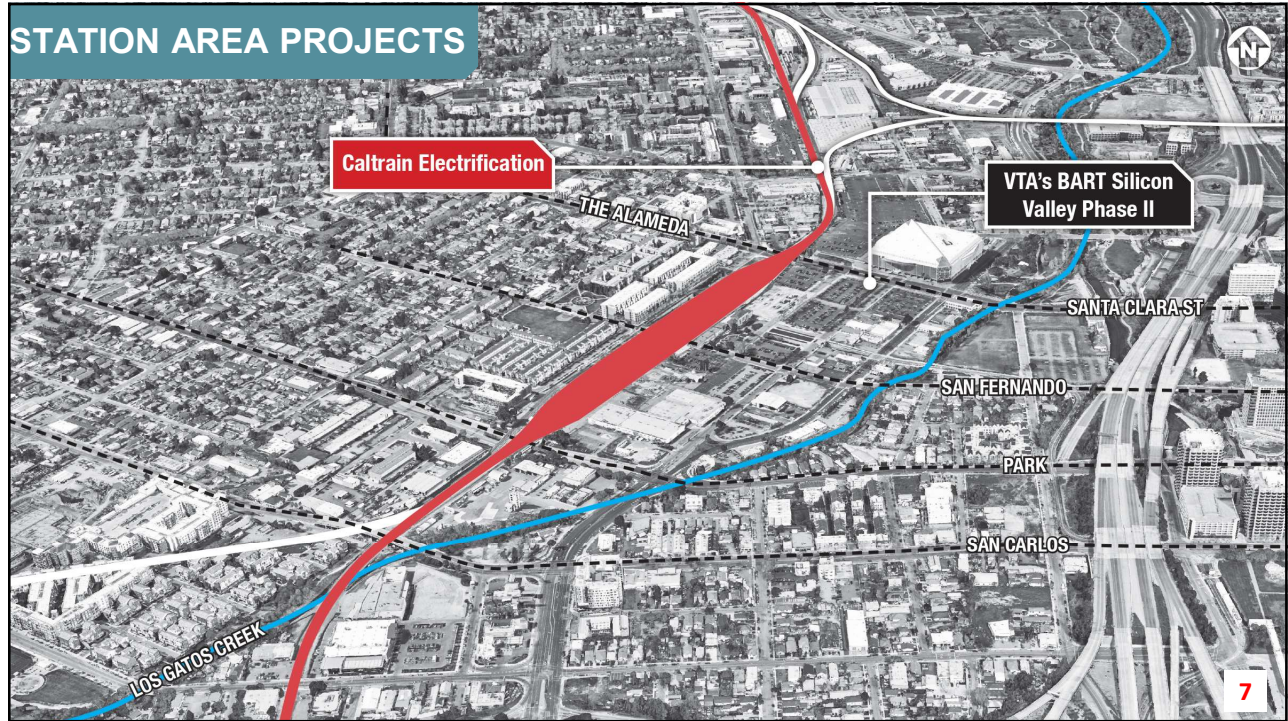 STATION AREA PROJECTS
N
Caltrain Electrification
VTA's BART Silicon
Valley Phase II
THE ALAMEDA
SANTA CLARA ST
SAN FERNANDO
PARK
SAN CARLOS
LOS GATOS CREEK
7